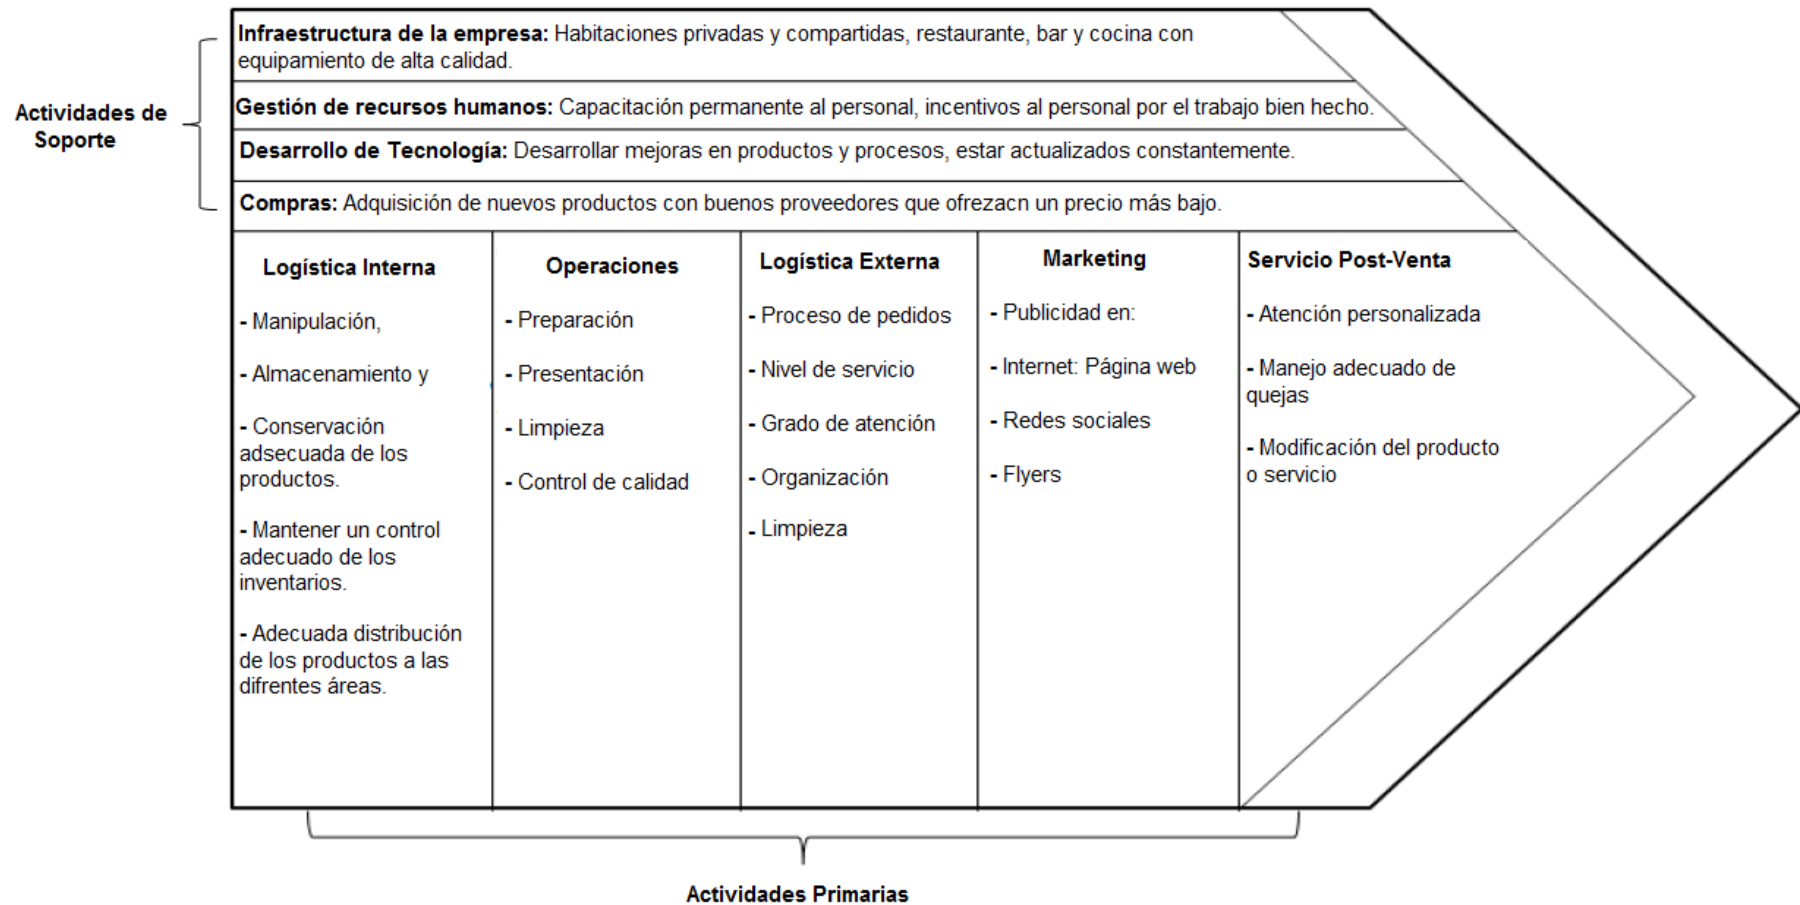 Infraestructura de la empresa: Habitaciones privadas y compartidas, restaurante, bar y cocina con
equipamiento de alta calidad.
Actividades de
Soporte
Gestión de recursos humanos: Capacitación permanente al personal, incentivos al personal por el trabajo bien hecho.
Desarrollo de Tecnología: Desarrollar mejoras en productos y procesos, estar actualizados constantemente.
Compras: Adquisición de nuevos productos con buenos proveedores que ofrezacn un precio más bajo.
Logística Interna
- Manipulación,
- Almacenamiento y
- Conservación
adsecuada de los
productos.
- Mantener un control
adecuado de los
inventarios.
- Adecuada distribución
de los productos a las
difrentes áreas.
Operaciones
- Preparación
- Presentación
- Limpieza
- Control de calidad
Logística Externa
- Proceso de pedidos
- Nivel de servicio
- Grado de atención
- Organización
- Limpieza
Marketing
- Publicidad en:
- Internet: Página web
- Redes sociales
- Flyers
Servicio Post-Venta
- Atención personalizada
- Manejo adecuado de
quejas
- Modificación del producto
o servicio
Actividades Primarias